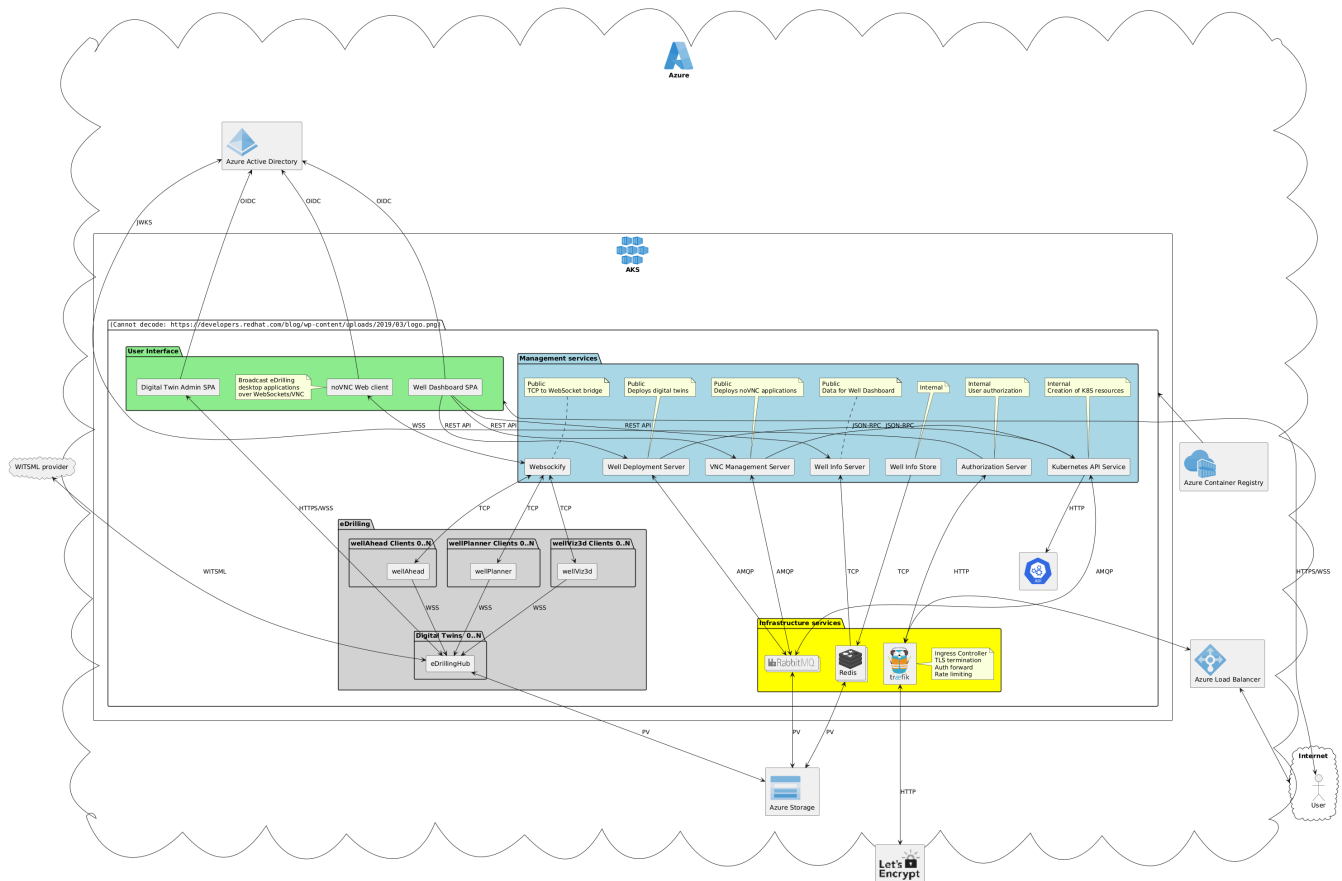 Azure
Azure Active Directory
OIDC
OIDC
OIDC
JWKS
AKS
(Cannot decode: https://developers.redhat.com/blog/wp-content/uploads/2019/03/logo.png)
User Interface
Digital Twin Admin SPA
Broadcast eDrilling
desktop applications
over WebSockets/VNC
noVNC Web client
Well Dashboard SPA
Management services
Public
TCP to WebSocket bridge
Public
Deploys digital twins
Public
Deploys noVNC applications
Public
Data for Well Dashboard
Internal
Internal
User authorization
Internal
Creation of K8S resources
WSS
REST API
REST API
REST API
JSON-RPC
JSON-RPC
Websockify
Well Deployment Server
VNC Management Server
Well Info Server
Well Info Store
Authorization Server
Kubernetes API Service
WITSML provider
Azure Container Registry
HTTPS/WSS
TCP
TCP
TCP
HTTP
eDrilling
wellAhead Clients 0..N
wellPlanner Clients 0..N
wellViz3d Clients 0..N
wellAhead
wellPlanner
wellViz3d
WITSML
AMQP
AMQP
TCP
TCP
HTTP
AMQP
HTTPS/WSS
WSS
WSS
WSS
Digital Twins 0..N
eDrillingHub
Infrastructure services
RabbitMQ
Redis
træfik
Ingress Controller
TLS termination
Auth forward
Rate limiting
Azure Load Balancer
PV
PV
PV
Internet
User
Azure Storage
HTTP
Let's
Encrypt